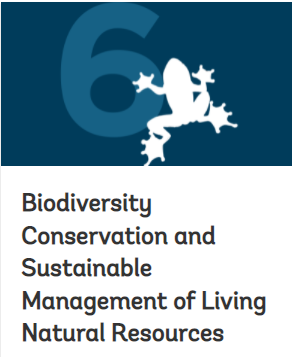 6
Biodiversity
Conservation and
Sustainable
Management of Living
Natural Resources